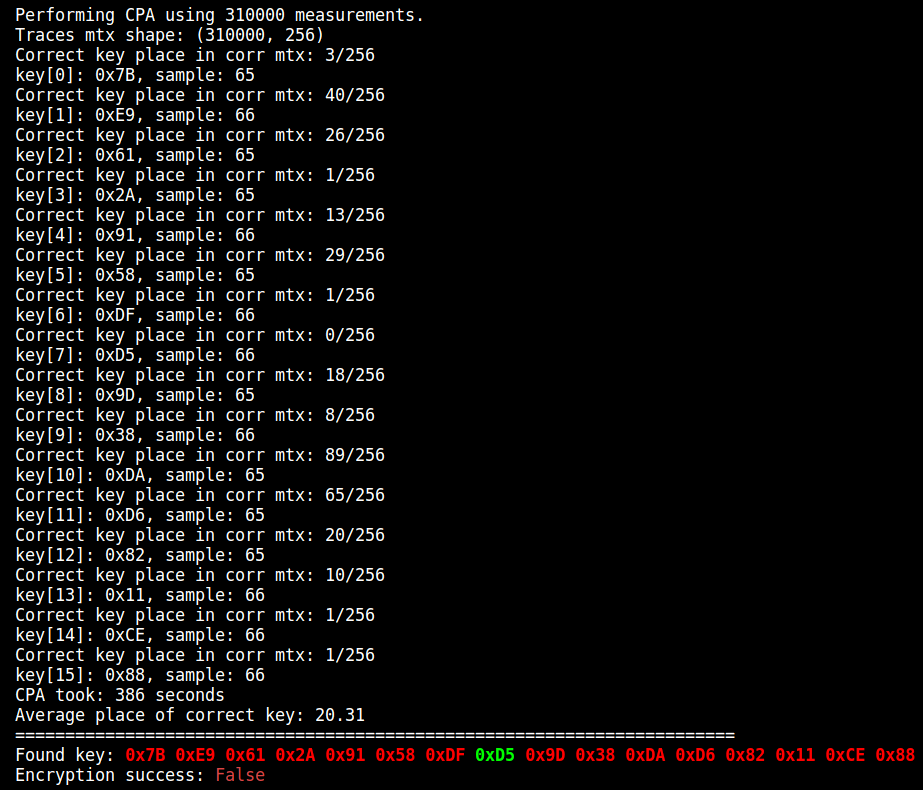 Performing CPA using 310000 measurements.
Traces mtx shape: (310000, 256)
Correct key place in corr mtx: 3/256
key[0]: 0x7B, sample: 65
Correct key place in corr mtx: 40/256
key[1]: 0xE9, sample: 66
Correct key place in corr mtx: 26/256
key[2]: 0x61, sample: 65
Correct key place in corr mtx: 1/256
key[3]: 0x2A, sample: 65
Correct key place in corr mtx: 13/256
key[4]: 0x91, sample: 66
Correct key place in corr mtx: 29/256
key[5]: 0x58, sample: 65
Correct key place in corr mtx: 1/256
key[6]: 0xDF, sample: 66
Correct key place in corr mtx: 0/256
key[7]: 0xD5, sample: 66
Correct key place in corr mtx: 18/256
key[8]: 0x9D, sample: 65
Correct key place in corr mtx: 8/256
key[9]: 0x38, sample: 66
Correct key place in corr mtx: 89/256
key[10]: 0xDA, sample: 65
Correct key place in corr mtx: 65/256
key[11]: 0xD6, sample: 65
Correct key place in corr mtx: 20/256
key[12]: 0x82, sample: 65
Correct key place in corr mtx: 10/256
key[13]: 0x11, sample: 66
Correct key place in corr mtx: 1/256
key[14]: 0xCE, sample: 66
Correct key place in corr mtx: 1/256
key[15]: 0x88, sample: 66
CPA took: 386 seconds
Average place of correct key: 20.31
========================================================================
Found key: 0x7B 0xE9 0x61 0x2A 0x91 0x58 0xDF 0xD5 0x9D 0x38 0xDA 0xD6 0x82 0x11 0xCE 0x88
Encryption success: False